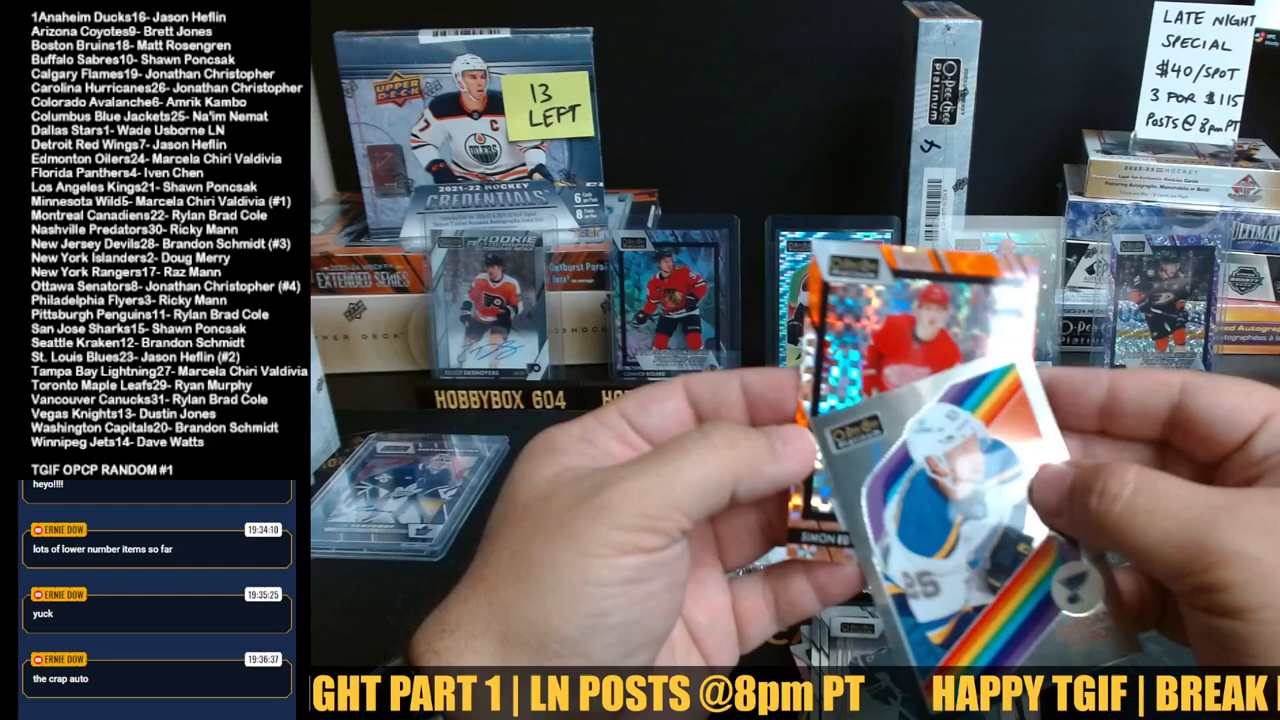 1Anaheim Ducks16- Jason Heflin
Arizona Coyotes9- Brett Jones
Boston Bruins18- Matt Rosengren
Buffalo Sabres10- Shawn Poncsak
Calgary Flames19- Jonathan Christopher
Carolina Hurricanes26- Jonathan Christopher
Colorado Avalanche6- Amrik Kambo
Columbus Blue Jackets25- Na'im Nemat
Dallas Stars1- Wade Usborne LN
Detroit Red Wings7- Jason Heflin
Edmonton Oilers24- Marcela Chiri Valdivia
Florida Panthers4- Iven Chen
Los Angeles Kings21- Shawn Poncsak
Minnesota Wild5- Marcela Chiri Valdivia (#1)
Montreal Canadiens22- Rylan Brad Cole
Nashville Predators30- Ricky Mann
New Jersey Devils28- Brandon Schmidt (#3)
New York Islanders2- Doug Merry
New York Rangers17- Raz Mann
Ottawa Senators8- Jonathan Christopher (#4)
Philadelphia Flyers3- Ricky Mann
Pittsburgh Penguins11- Rylan Brad Cole
San Jose Sharks15- Shawn Poncsak
Seattle Kraken12- Brandon Schmidt
St. Louis Blues23- Jason Heflin (#2)
Tampa Bay Lightning27- Marcela Chiri Valdivia
Toronto Maple Leafs29- Ryan Murphy
Vancouver Canucks31- Rylan Brad Cole
Vegas Knights13- Dustin Jones
Washington Capitals20- Brandon Schmidt
Winnipeg Jets14- Dave Watts
TGIF OPCP RANDOM #1
heyo!!!!
ERNIE DOW 19:34:10
lots of lower number items so far
ERNIE DOW 19:35:25
yuck
ERNIE DOW 19:36:37
the crap auto
UPPER DECK
13
LEFT
2021-22 HOCKEY
CREDENTIALS
EXTENDED SERIES
HOBBYBOX 604
LATE NIGHT
SPECIAL
$40/SPOT
3 FOR $115
POSTS @ 8pm PT
SIMON
IGHT PART 1 | LN POSTS @8pm PT HAPPY TGIF | BREAK